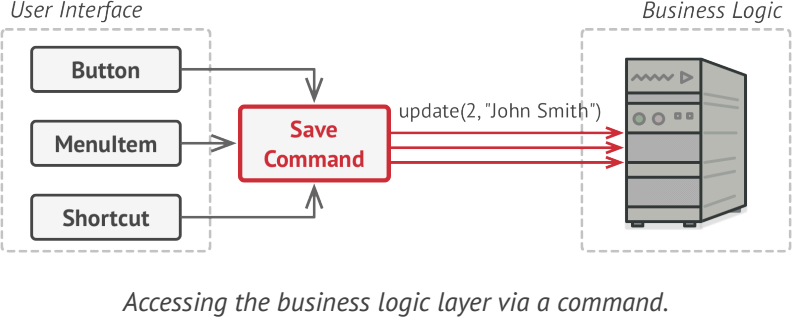 User Interface
Business Logic
Button
MenuItem
Shortcut
Save
Command
update(2, "John Smith")
Accessing the business logic layer via a command.